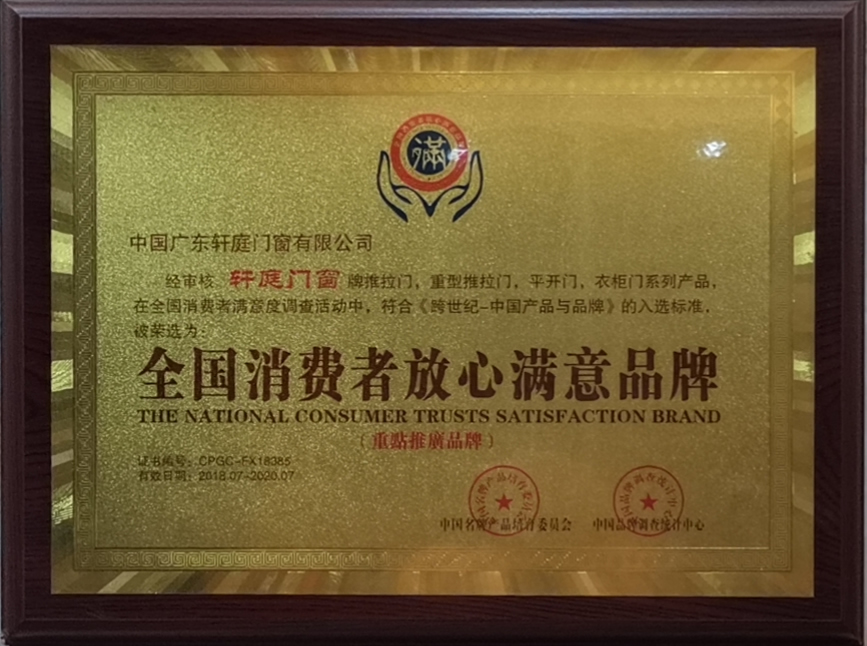 滿
中国广东轩庭门窗有限公司
经审核 轩庭门窗 牌推拉门，重型推拉门，平开门，衣柜门系列产品，
在全国消费者满意度调查活动中，符合《跨世纪-中国产品与品牌》的入选标准，
被荣选为：
全国消费者放心满意品牌
THE NATIONAL CONSUMER TRUSTS SATISFACTION BRAND
（重點推廣品牌）
证书编号：CPGC-FX18385
有效日期：2018.07-2020.07
中国名牌产品培育委员会 中国品牌调查统计中心